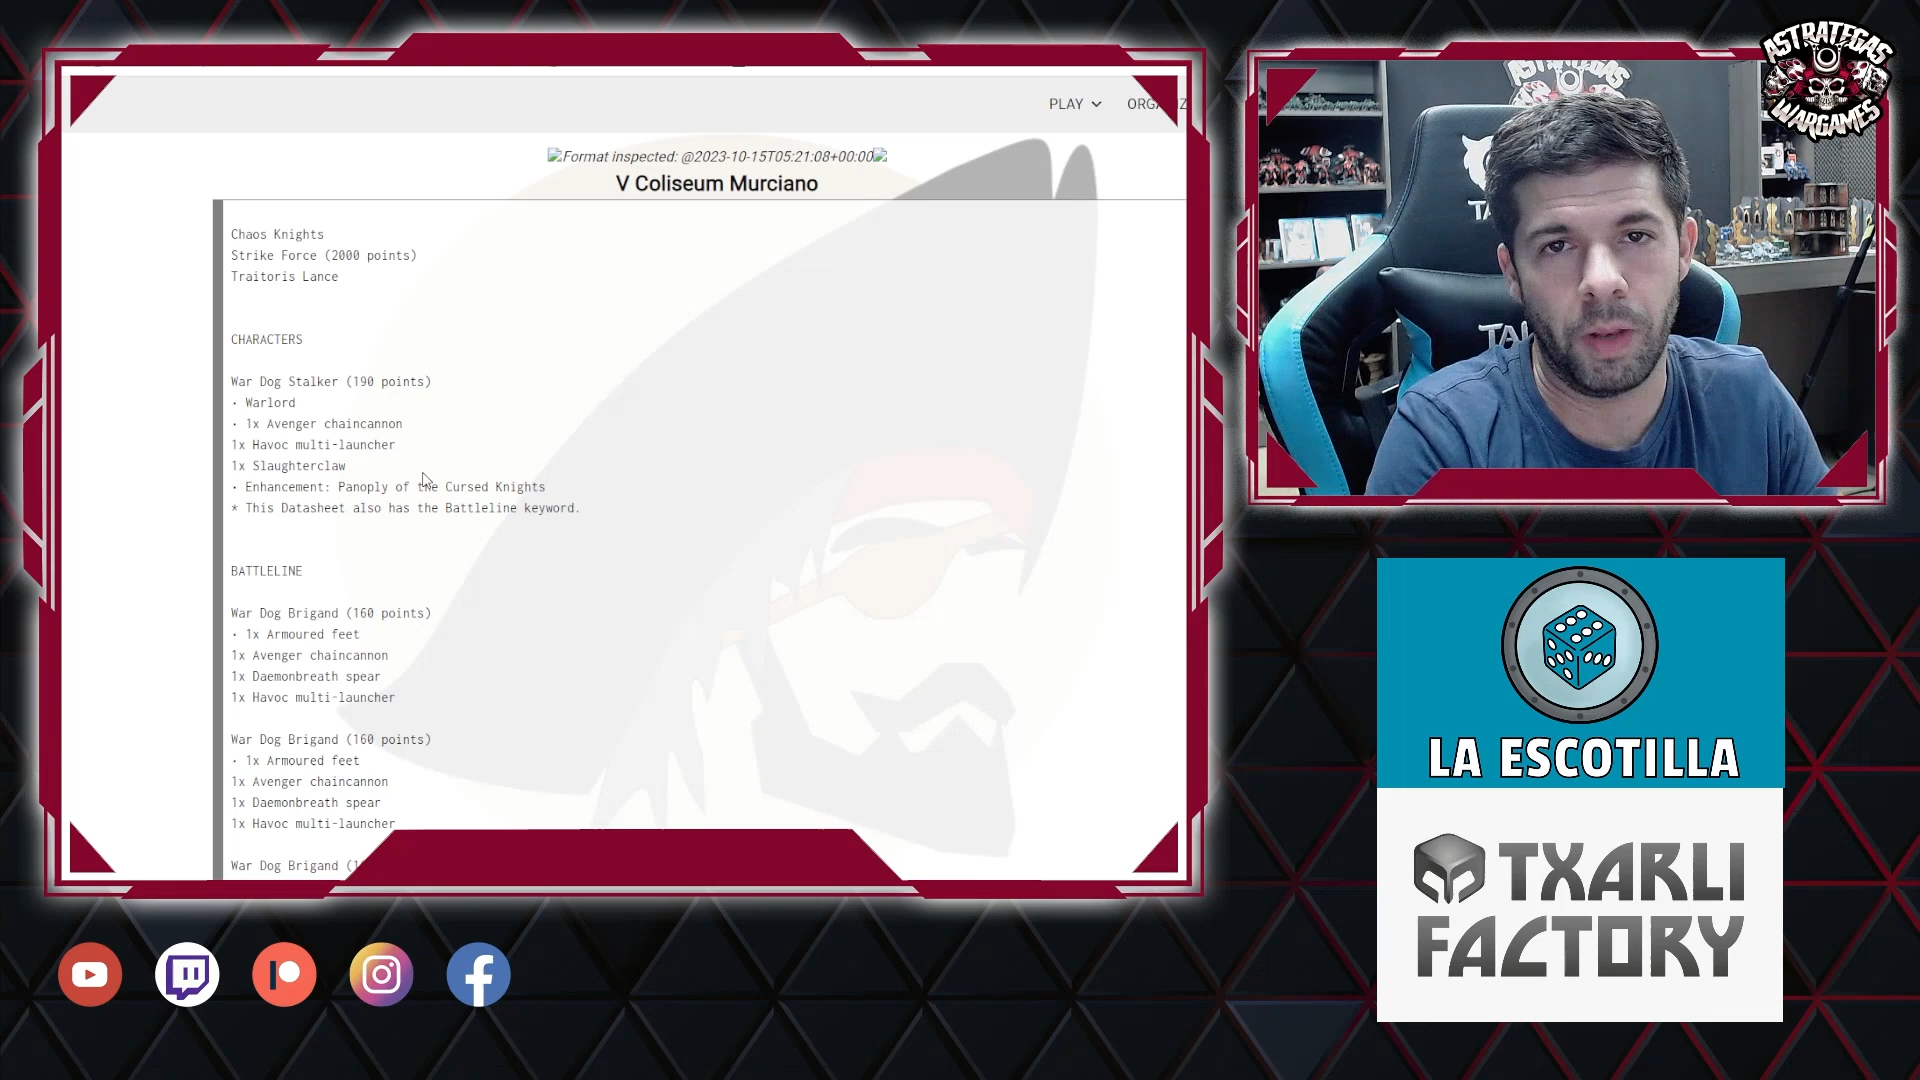 PLAY
Format inspected: @2023-10-15T05:21:08+00:00
V Coliseum Murciano
Chaos Knights
Strike Force (2000 points)
Traitoris Lance
CHARACTERS
War Dog Stalker (190 points)
• Warlord
• 1x Avenger chaincannon
1x Havoc multi-launcher
1x Slaughterclaw
• Enhancement: Panoply of the Cursed Knights
* This Datasheet also has the Battleline keyword.
BATTLELINE
War Dog Brigand (160 points)
• 1x Armoured feet
1x Avenger chaincannon
1x Daemonbreath spear
1x Havoc multi-launcher
War Dog Brigand (160 points)
• 1x Armoured feet
1x Avenger chaincannon
1x Daemonbreath spear
1x Havoc multi-launcher
War Dog Brigand
ASTRATEGAS
WARGAMES
LA ESCOTILLA
TXARLI
FACTORY